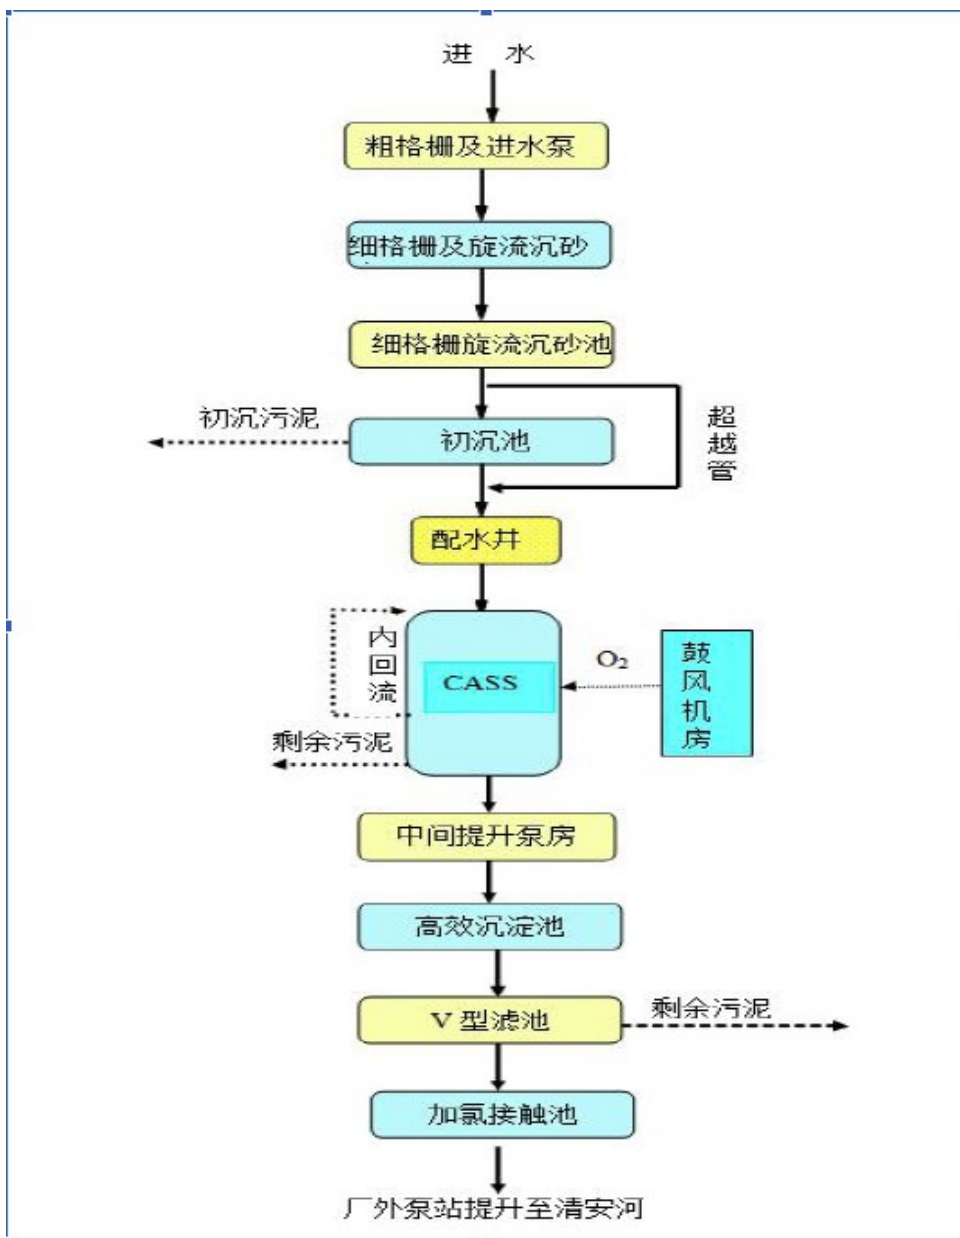 进 水
粗格栅及进水泵
细格栅及旋流沉砂
细格栅旋流沉砂池
初沉污泥
初沉池
超越管
配水井
内回流
CASS
O₂
鼓风机房
剩余污泥
中间提升泵房
高效沉淀池
V 型滤池
剩余污泥
加氯接触池
厂外泵站提升至清安河